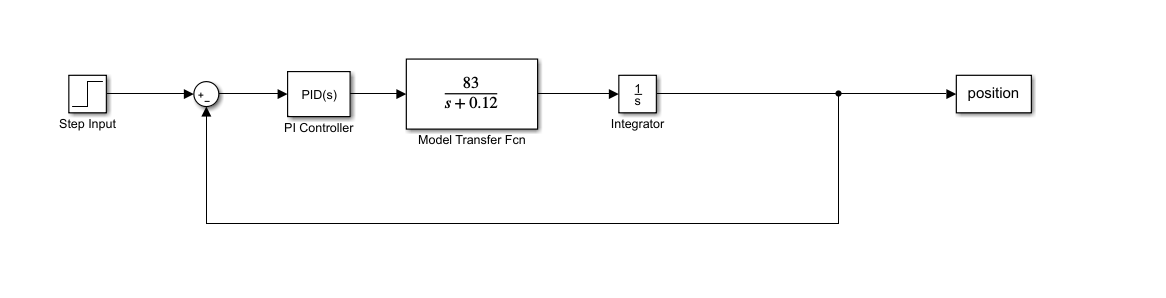 Step Input
+
−
PID(s)
PI Controller
83
s + 0.12
Model Transfer Fcn
1
s
Integrator
position